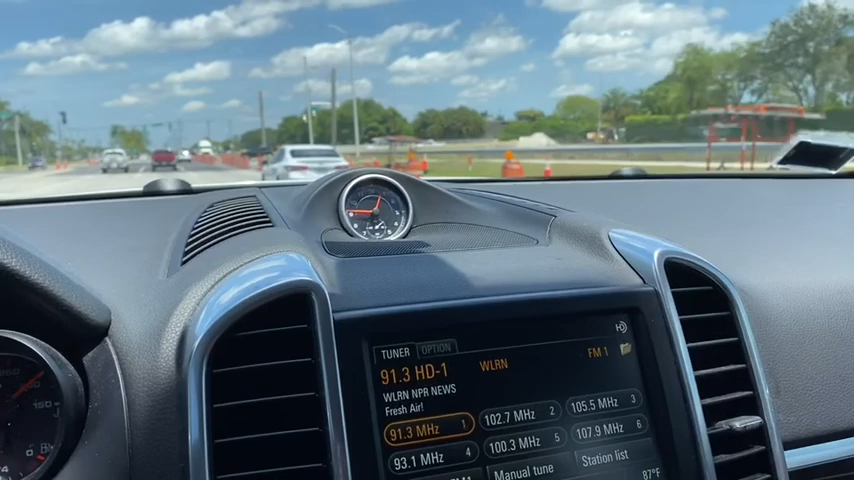 TUNER OPTION
91.3 HD-1 WLRN FM 1
WLRN NPR NEWS
Fresh Air!
91.3 MHz 1 102.7 MHz 2 105.5 MHz 3
93.1 MHz 4 100.3 MHz 5 107.9 MHz 6
Manual tune Station list
87°F